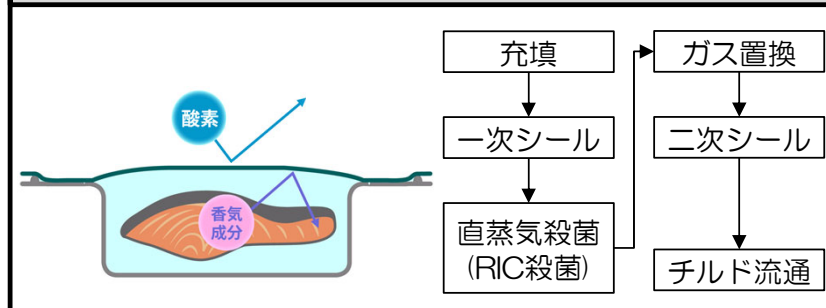 酸素
香気
成分
充填
一次シール
直蒸気殺菌
(RIC殺菌)
ガス置換
二次シール
チルド流通